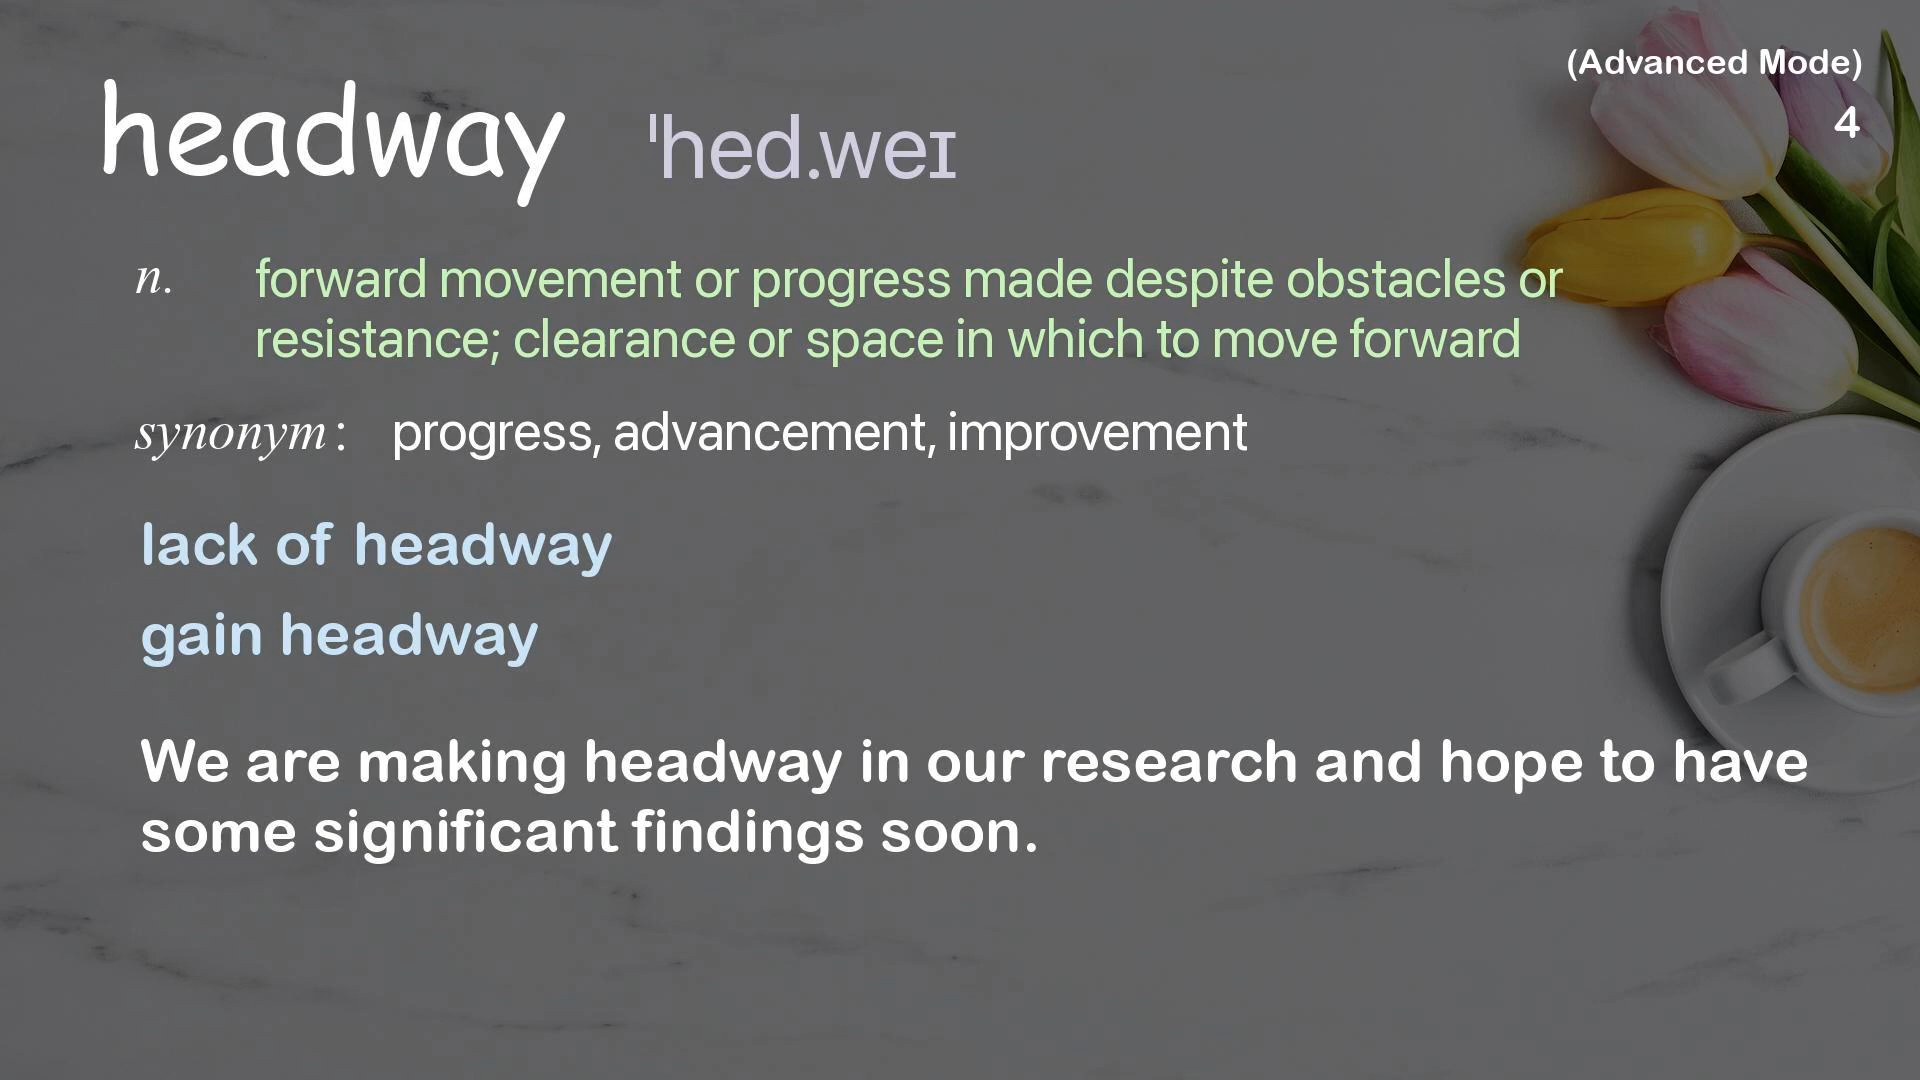 (Advanced Mode)
headway ˈhed.weɪ
4
n. forward movement or progress made despite obstacles or
resistance; clearance or space in which to move forward
synonym: progress, advancement, improvement
lack of headway
gain headway
We are making headway in our research and hope to have
some significant findings soon.